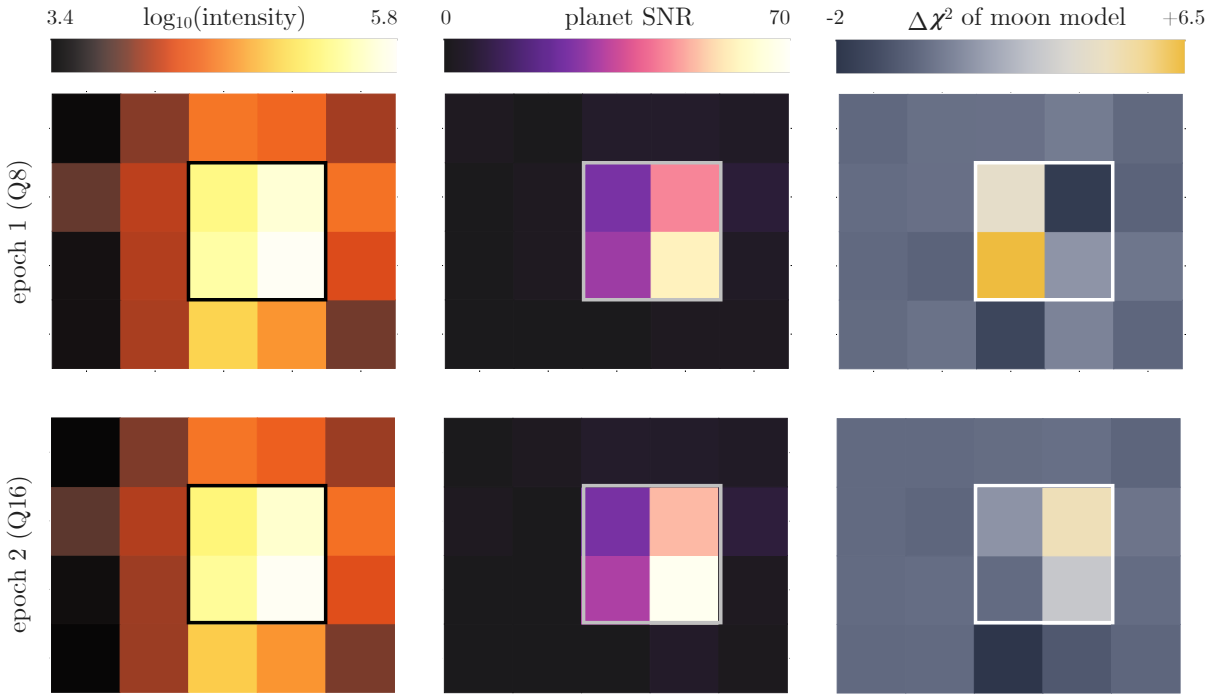 3.4 log₁₀(intensity) 5.8
0 planet SNR 70
-2 Δχ² of moon model +6.5
epoch 1 (Q8)
epoch 2 (Q16)